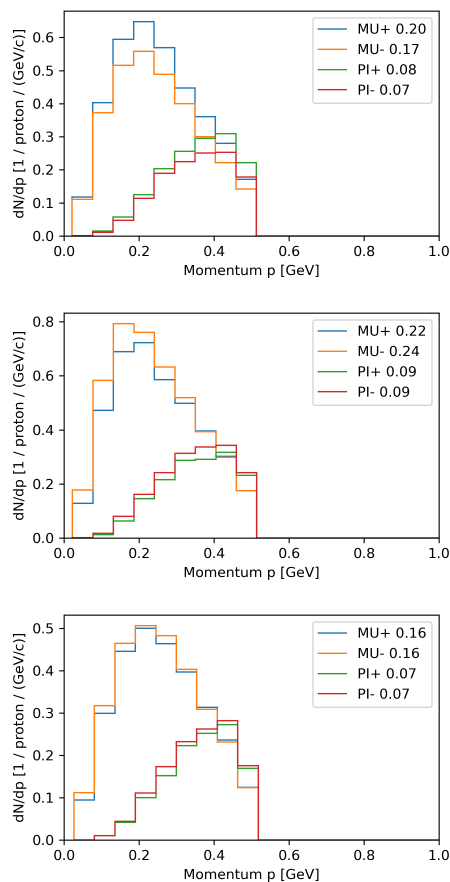 dN/dp [1 / proton / (GeV/c)]
0.6
0.5
0.4
0.3
0.2
0.1
0.0
MU+ 0.20
MU- 0.17
PI+ 0.08
PI- 0.07
0.0 0.2 0.4 0.6 0.8 1.0
Momentum p [GeV]
dN/dp [1 / proton / (GeV/c)]
0.8
0.6
0.4
0.2
0.0
MU+ 0.22
MU- 0.24
PI+ 0.09
PI- 0.09
0.0 0.2 0.4 0.6 0.8 1.0
Momentum p [GeV]
dN/dp [1 / proton / (GeV/c)]
0.5
0.4
0.3
0.2
0.1
0.0
MU+ 0.16
MU- 0.16
PI+ 0.07
PI- 0.07
0.0 0.2 0.4 0.6 0.8 1.0
Momentum p [GeV]